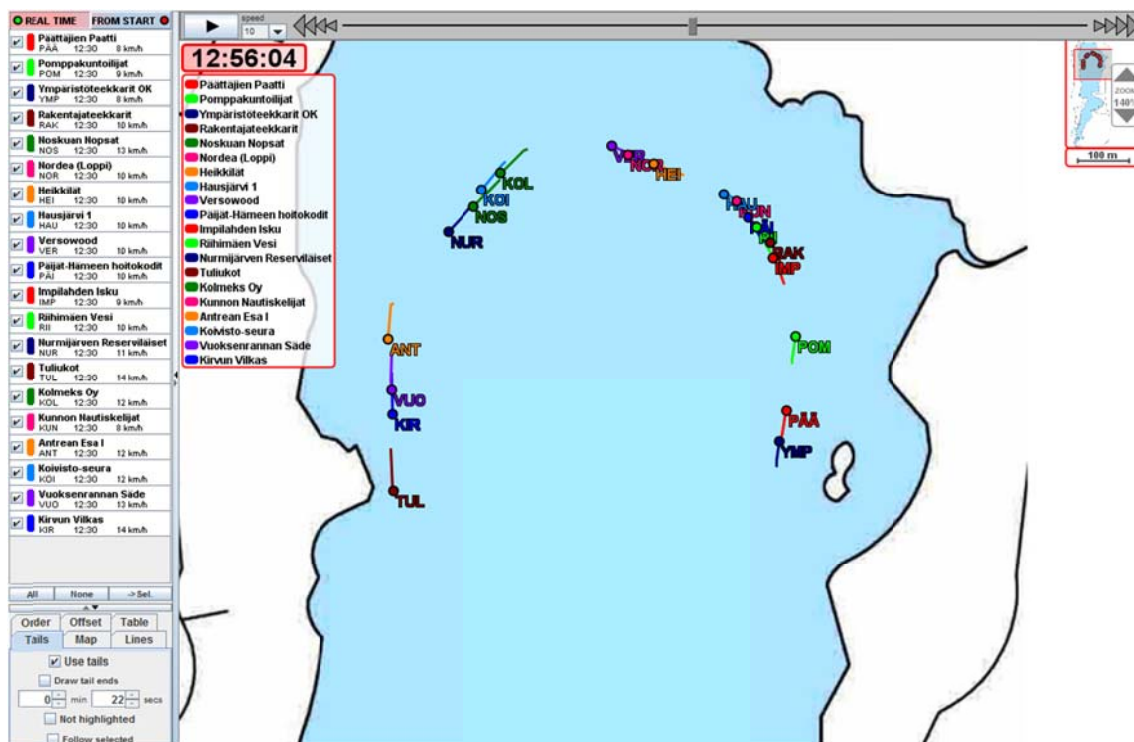 REAL TIME FROM START
Päättäjien Paatti
PÄÄ 12:30 8 km/h
Pomppakuntoilijat
POM 12:30 9 km/h
Ympäristöteekkarit OK
YMP 12:30 8 km/h
Rakentajateekkarit
RAK 12:30 10 km/h
Noskuan Nopsat
NOS 12:30 13 km/h
Nordea (Loppi)
NOR 12:30 10 km/h
Heikkilät
HEI 12:30 10 km/h
Hausjärvi 1
HAU 12:30 10 km/h
Versowood
VER 12:30 10 km/h
Päijät-Hämeen hoitokodit
PÄI 12:30 10 km/h
Impilahden Isku
IMP 12:30 9 km/h
Riihimäen Vesi
RII 12:30 10 km/h
Nurmijärven Reserviläiset
NUR 12:30 11 km/h
Tuliukot
TUL 12:30 14 km/h
Kolmeks Oy
KOL 12:30 12 km/h
Kunnon Nautiskelijat
KUN 12:30 8 km/h
Antrean Esa I
ANT 12:30 12 km/h
Koivisto-seura
KOI 12:30 12 km/h
Vuoksenrannan Säde
VUO 12:30 13 km/h
Kirvun Vilkas
KIR 12:30 14 km/h
All None -> Sel.
Order Offset Table
Tails Map Lines
Use tails
Draw tail ends
0 min 22 secs
Not highlighted
Follow selected
speed
10
12:56:04
Päättäjien Paatti
Pomppakuntoilijat
Ympäristöteekkarit OK
Rakentajateekkarit
Noskuan Nopsat
Nordea (Loppi)
Heikkilät
Hausjärvi 1
Versowood
Päijät-Hämeen hoitokodit
Impilahden Isku
Riihimäen Vesi
Nurmijärven Reserviläiset
Tuliukot
Kolmeks Oy
Kunnon Nautiskelijat
Antrean Esa I
Koivisto-seura
Vuoksenrannan Säde
Kirvun Vilkas
VER
NOR
HEI
KOL
KOI
NOS
NUR
HAU
KUN
PÄI
RII
RAK
IMP
ANT
POM
VUO
KIR
PÄÄ
YMP
TUL
ZOOM
100 m